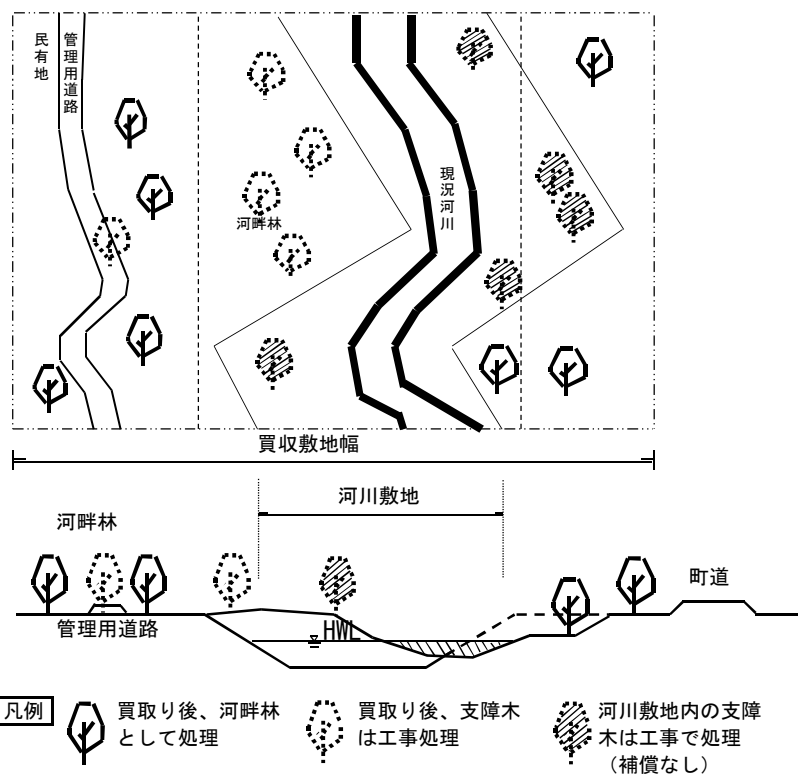 民有地
管理用道路
河畔林
現況河川
買収敷地幅
河川敷地
河畔林
町道
管理用道路
HWL
凡例
買取り後、河畔林
として処理
買取り後、支障木
は工事処理
河川敷地内の支障
木は工事で処理
（補償なし）